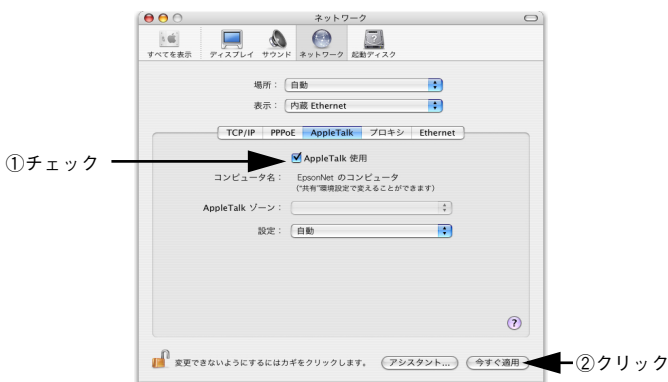 ネットワーク
すべてを表示 ディスプレイ サウンド ネットワーク 起動ディスク
場所： 自動
表示： 内蔵 Ethernet
TCP/IP PPPoE AppleTalk プロキシ Ethernet
①チェック
AppleTalk 使用
コンピュータ名： EpsonNet のコンピュータ
("共有"環境設定で変えることができます)
AppleTalk ゾーン：
設定： 自動
?
変更できないようにするにはカギをクリックします。 アシスタント... 今すぐ適用
②クリック